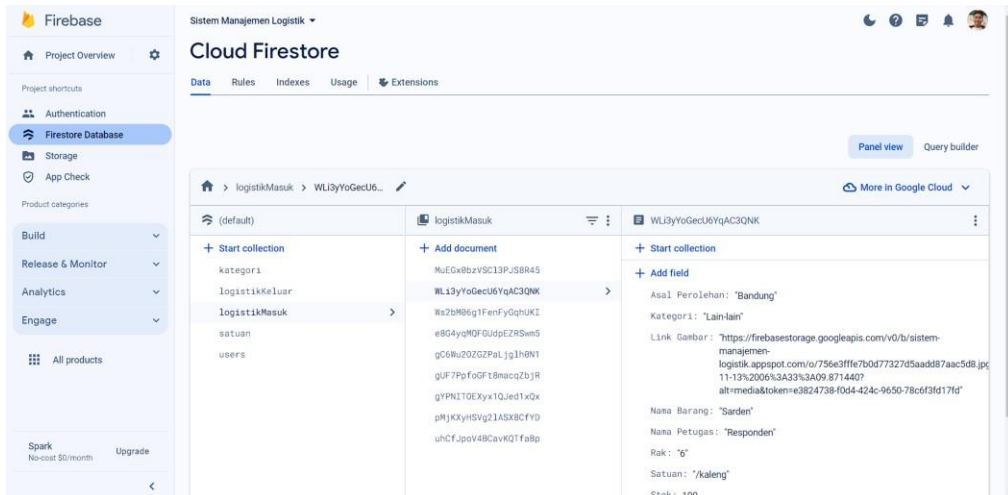 Firebase
Project Overview
Project shortcuts
Authentication
Firestore Database
Storage
App Check
Product categories
Build
Release & Monitor
Analytics
Engage
All products
Spark
No-cost $0/month
Upgrade
Sistem Manajemen Logistik
Cloud Firestore
Data Rules Indexes Usage Extensions
Panel view Query builder
logistikMasuk > WLi3yYoGecU6...
More in Google Cloud
(default)
+ Start collection
kategori
logistikKeluar
logistikMasuk
satuan
users
logistikMasuk
+ Add document
MuEGx0bzVSC13PJS8R45
WLi3yYoGecU6YqAC3QNK
Ws2bM06g1FenFyGqhUKI
e8G4yqMQFGUdpEZRSwm5
gC6Wu2OZGZPaLjglh0N1
gUF7PpfoGFt8macqZbjR
gYPNITOEXyx1QJed1xQx
pMjKXyHSVg2lASX8CfYD
uhCfJpoV48CavKQTfa8p
WLi3yYoGecU6YqAC3QNK
+ Start collection
+ Add field
Asal Perolehan: "Bandung"
Kategori: "Lain-lain"
Link Gambar: "https://firebasestorage.googleapis.com/v0/b/sistem-
manajemen-
logistik.appspot.com/o/756e3fffe7b0d77327d5aadd87aac5d8.jpg
11-13%2006%3A33%3A09.871440?
alt=media&token=e3824738-f0d4-424c-9650-78c6f3fd17fd"
Nama Barang: "Sarden"
Nama Petugas: "Responden"
Rak: "6"
Satuan: "/kaleng"
Stok: 100